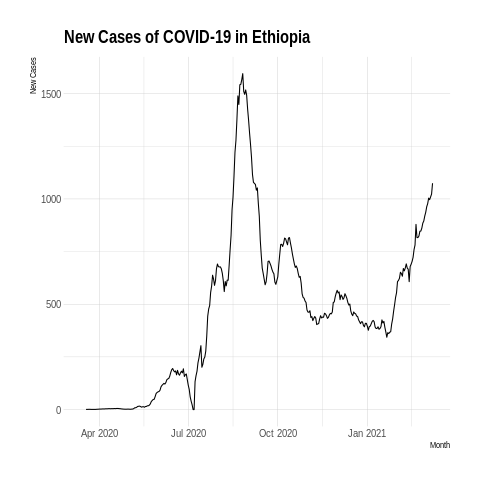 New Cases of COVID-19 in Ethiopia
New Cases
1500
1000
500
0
Apr 2020 Jul 2020 Oct 2020 Jan 2021
Month